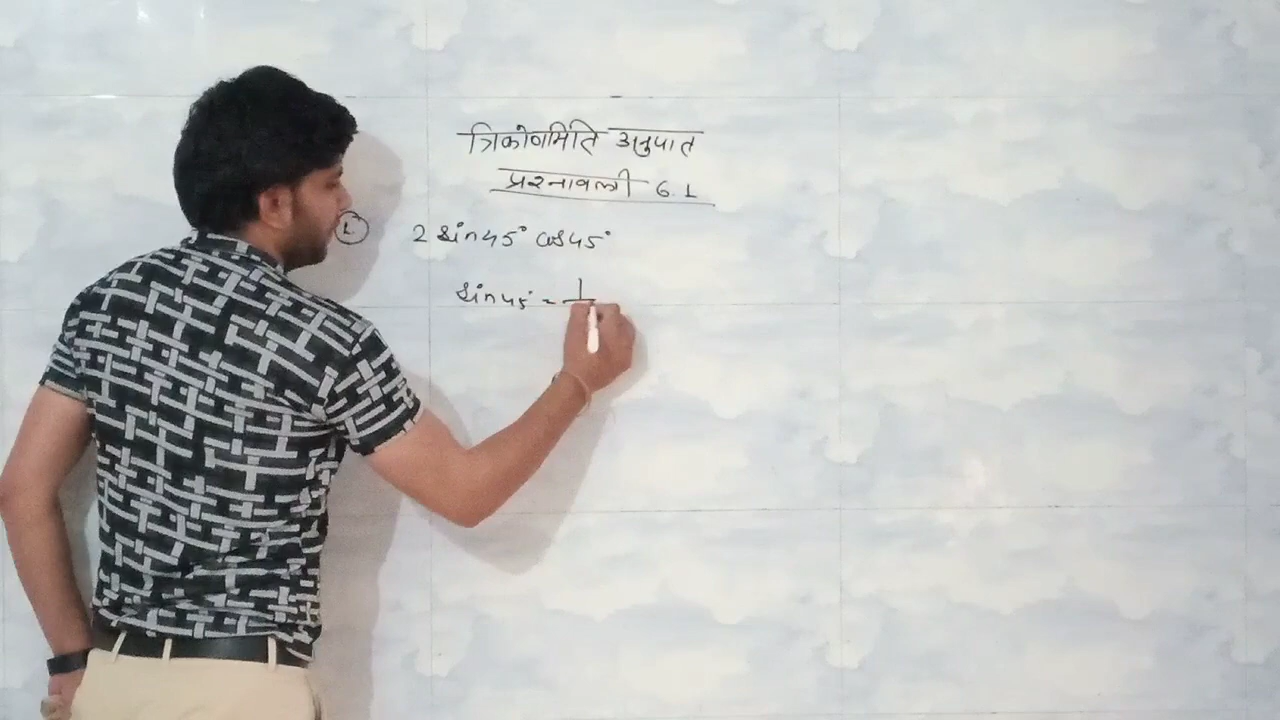 त्रिकोणमिति अनुपात
प्रश्नावली 6.1
1 2 sin45° cos45°
sin45° = 1